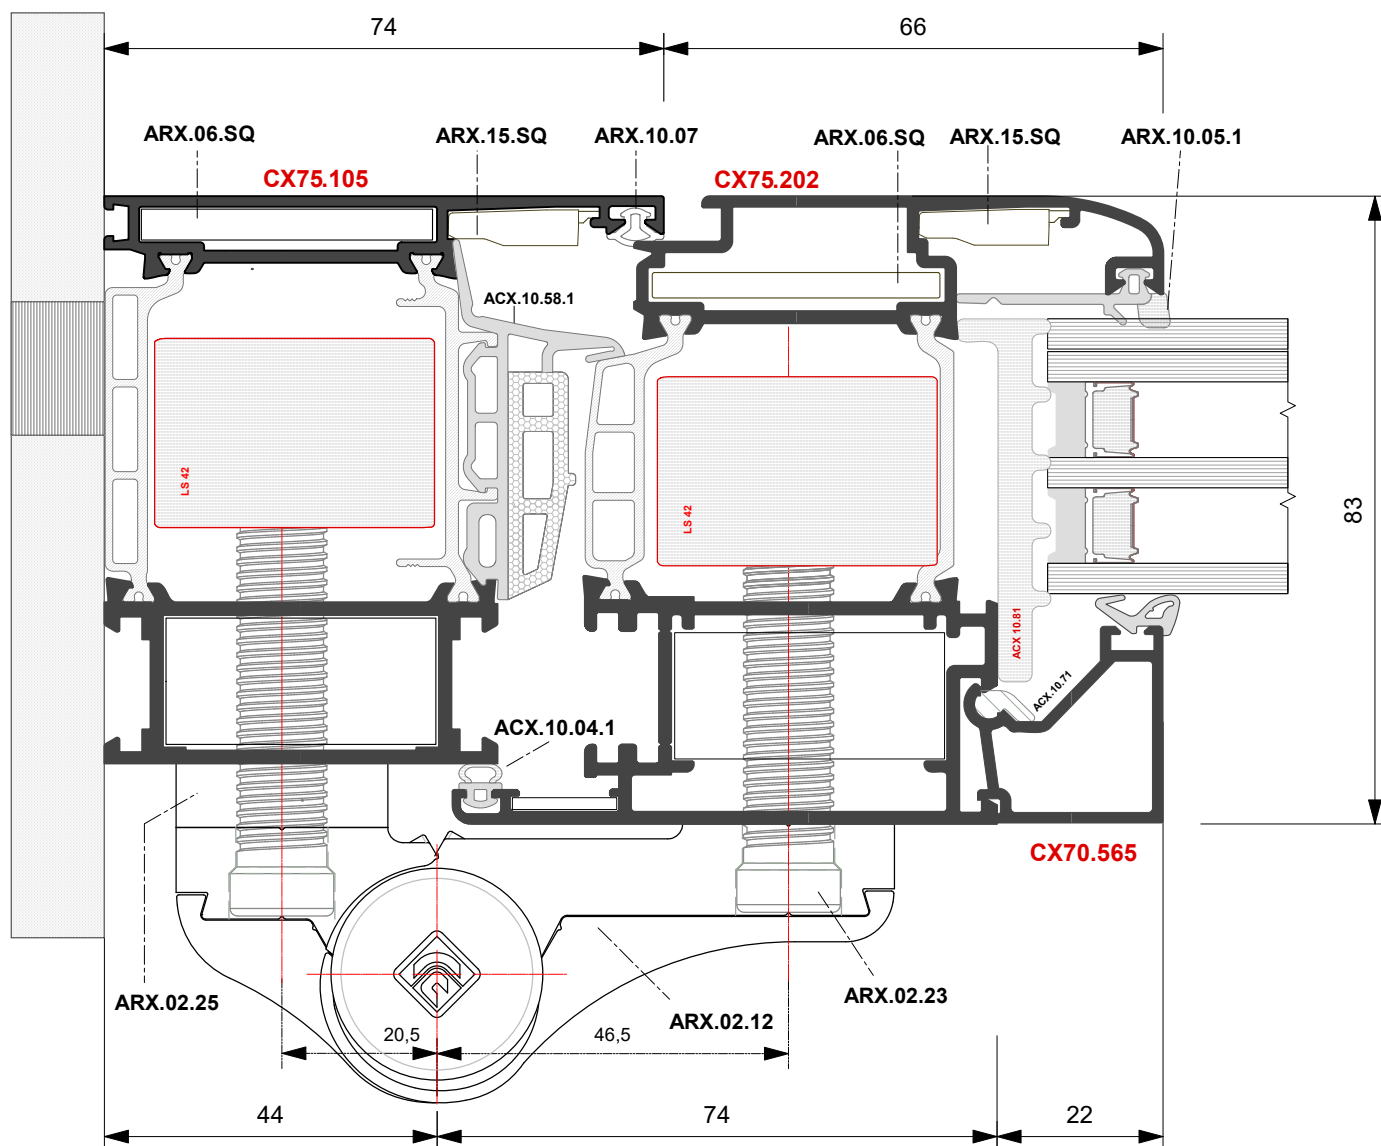 74
66
ARX.06.SQ
ARX.15.SQ
ARX.10.07
ARX.06.SQ
ARX.15.SQ
ARX.10.05.1
CX75.105
CX75.202
ACX.10.58.1
LS 42
LS 42
83
ACX 10.81
ACX.10.71
ACX.10.04.1
CX70.565
ARX.02.25
ARX.02.12
ARX.02.23
20,5
46,5
44
74
22